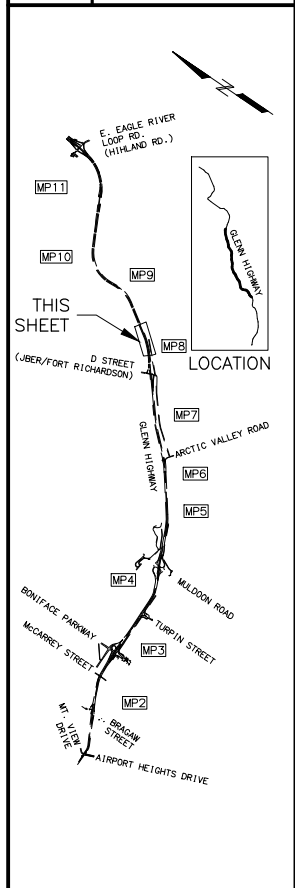 N
E. EAGLE RIVER
LOOP RD.
(HIHLAND RD.)
MP11
MP10
MP9
THIS
SHEET
MP8
D STREET
(JBER/FORT RICHARDSON)
GLENN HIGHWAY
LOCATION
MP7
GLENN HIGHWAY
ARCTIC VALLEY ROAD
MP6
MP5
MP4
MULDOON ROAD
BONIFACE PARKWAY
TURPIN STREET
McCARREY STREET
MP3
MP2
MT. VIEW
DRIVE
BRAGAW
STREET
AIRPORT HEIGHTS DRIVE